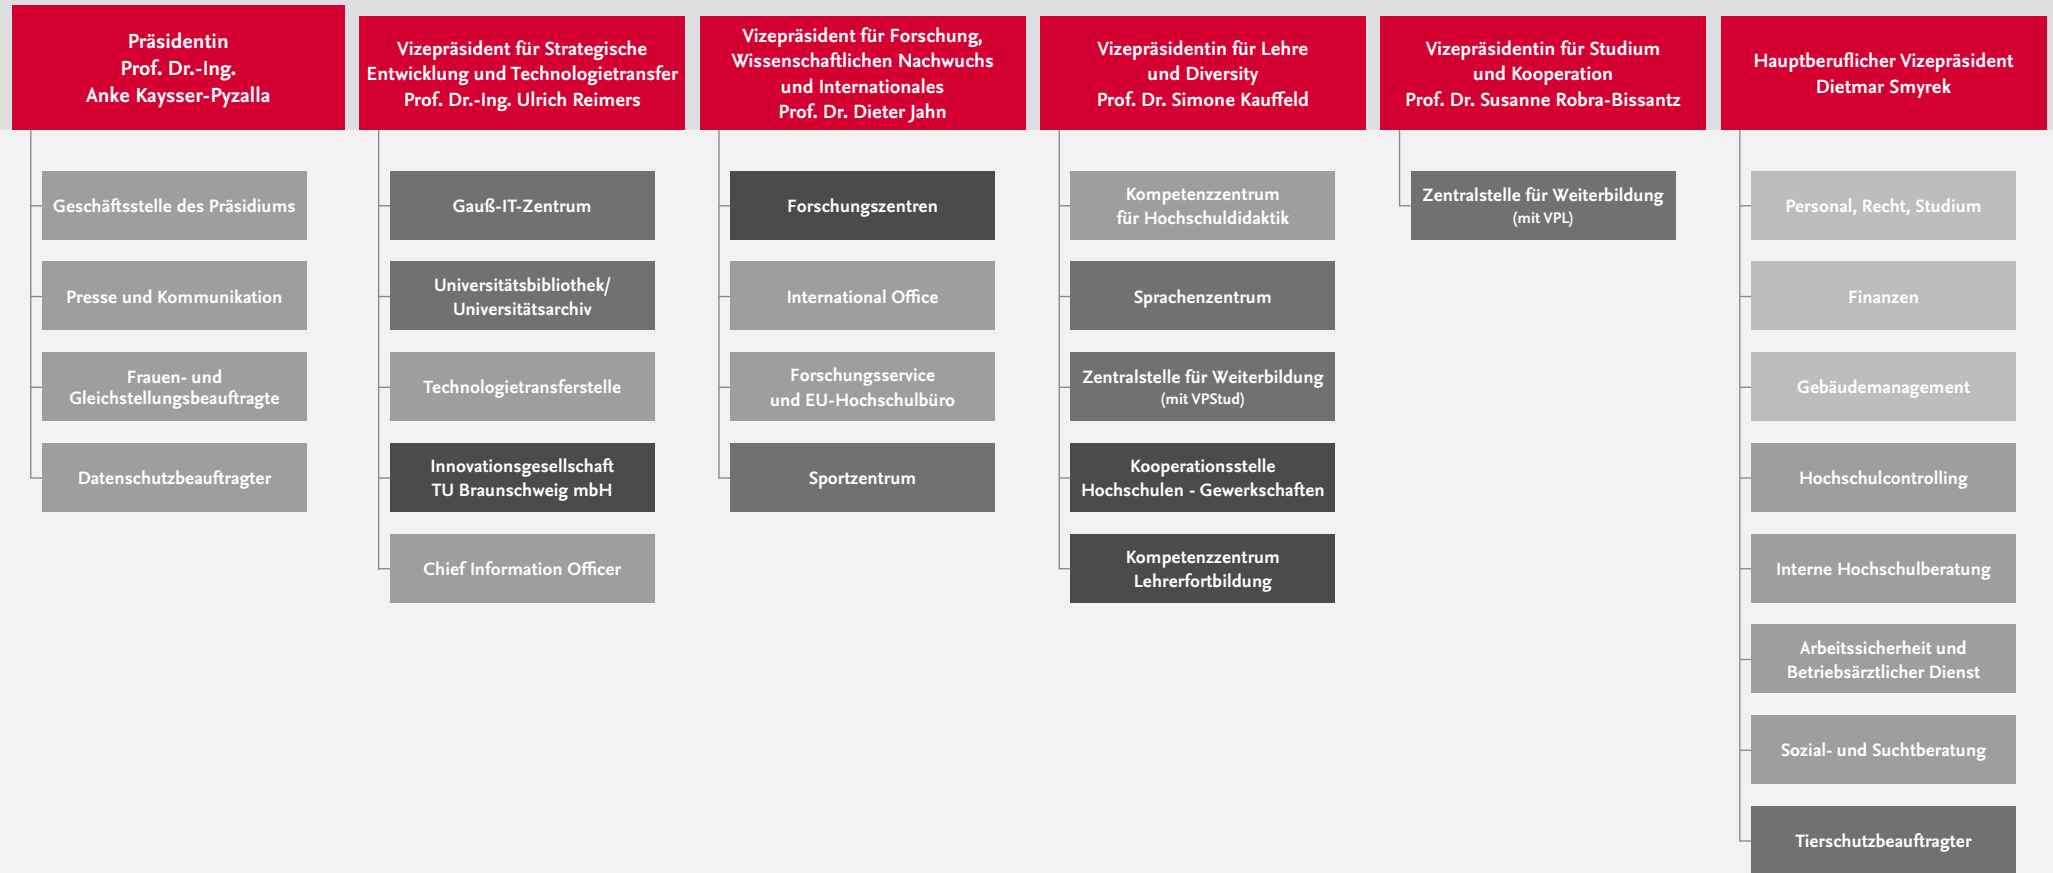 Präsidentin
Prof. Dr.-Ing.
Anke Kaysser-Pyzalla
Geschäftsstelle des Präsidiums
Presse und Kommunikation
Frauen- und
Gleichstellungsbeauftragte
Datenschutzbeauftragter
Vizepräsident für Strategische
Entwicklung und Technologietransfer
Prof. Dr.-Ing. Ulrich Reimers
Gauß-IT-Zentrum
Universitätsbibliothek/
Universitätsarchiv
Technologietransferstelle
Innovationsgesellschaft
TU Braunschweig mbH
Chief Information Officer
Vizepräsident für Forschung,
Wissenschaftlichen Nachwuchs
und Internationales
Prof. Dr. Dieter Jahn
Forschungszentren
International Office
Forschungsservice
und EU-Hochschulbüro
Sportzentrum
Vizepräsidentin für Lehre
und Diversity
Prof. Dr. Simone Kauffeld
Kompetenzzentrum
für Hochschuldidaktik
Sprachenzentrum
Zentralstelle für Weiterbildung
(mit VPStud)
Kooperationsstelle
Hochschulen - Gewerkschaften
Kompetenzzentrum
Lehrerfortbildung
Vizepräsidentin für Studium
und Kooperation
Prof. Dr. Susanne Robra-Bissantz
Zentralstelle für Weiterbildung
(mit VPL)
Hauptberuflicher Vizepräsident
Dietmar Smyrek
Personal, Recht, Studium
Finanzen
Gebäudemanagement
Hochschulcontrolling
Interne Hochschulberatung
Arbeitssicherheit und
Betriebsärztlicher Dienst
Sozial- und Suchtberatung
Tierschutzbeauftragter